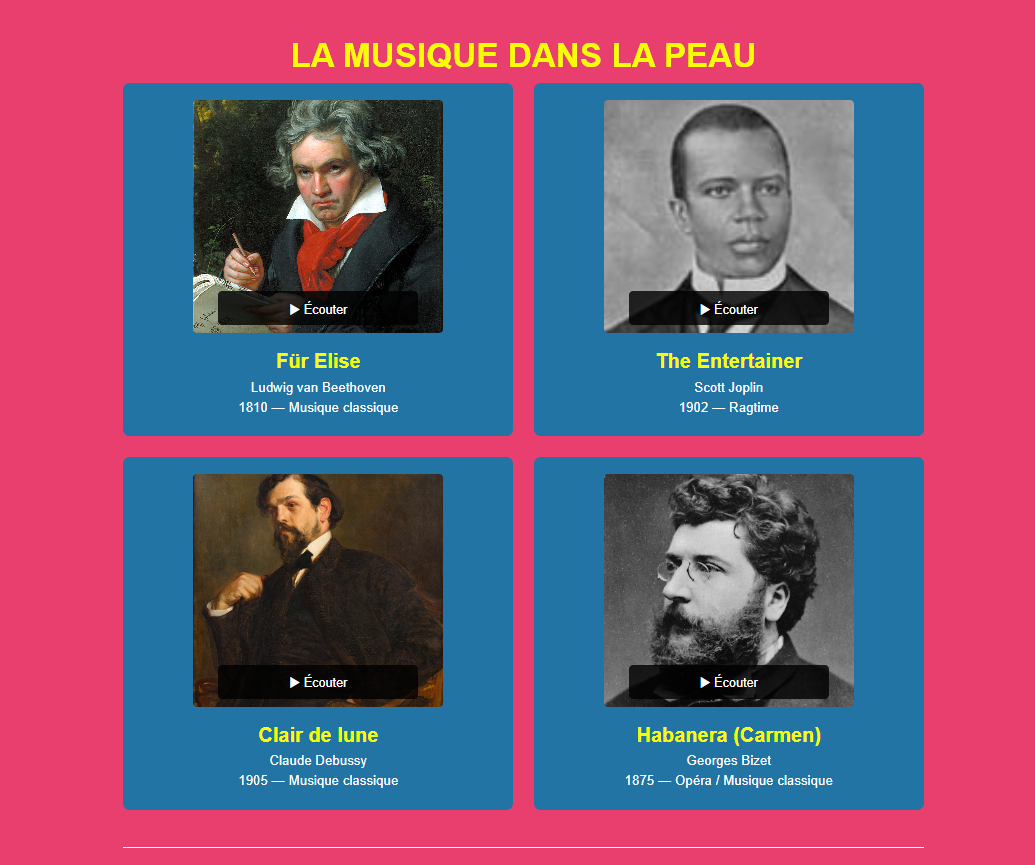 LA MUSIQUE DANS LA PEAU
▶ Écouter
Für Elise
Ludwig van Beethoven
1810 — Musique classique
▶ Écouter
The Entertainer
Scott Joplin
1902 — Ragtime
▶ Écouter
Clair de lune
Claude Debussy
1905 — Musique classique
▶ Écouter
Habanera (Carmen)
Georges Bizet
1875 — Opéra / Musique classique